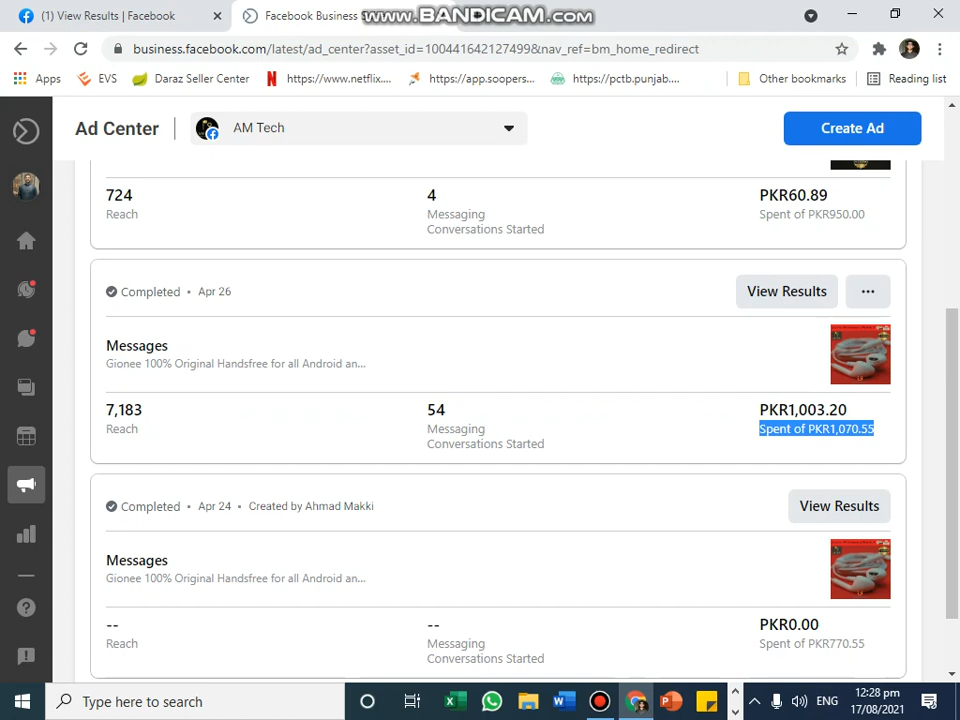 (1) View Results | Facebook
Facebook Business S
www.BANDICAM.com
business.facebook.com/latest/ad_center?asset_id=100441642127499&nav_ref=bm_home_redirect
Apps
EVS
Daraz Seller Center
https://www.netflix....
https://app.soopers...
https://pctb.punjab....
Other bookmarks
Reading list
Ad Center
AM Tech
Create Ad
724
4
PKR60.89
Reach
Messaging
Conversations Started
Spent of PKR950.00
Completed • Apr 26
View Results
...
Messages
Gionee 100% Original Handsfree for all Android an...
7,183
54
PKR1,003.20
Reach
Messaging
Conversations Started
Spent of PKR1,070.55
Completed • Apr 24 • Created by Ahmad Makki
View Results
Messages
Gionee 100% Original Handsfree for all Android an...
--
--
PKR0.00
Reach
Messaging
Conversations Started
Spent of PKR770.55
Type here to search
ENG
12:28 pm
17/08/2021